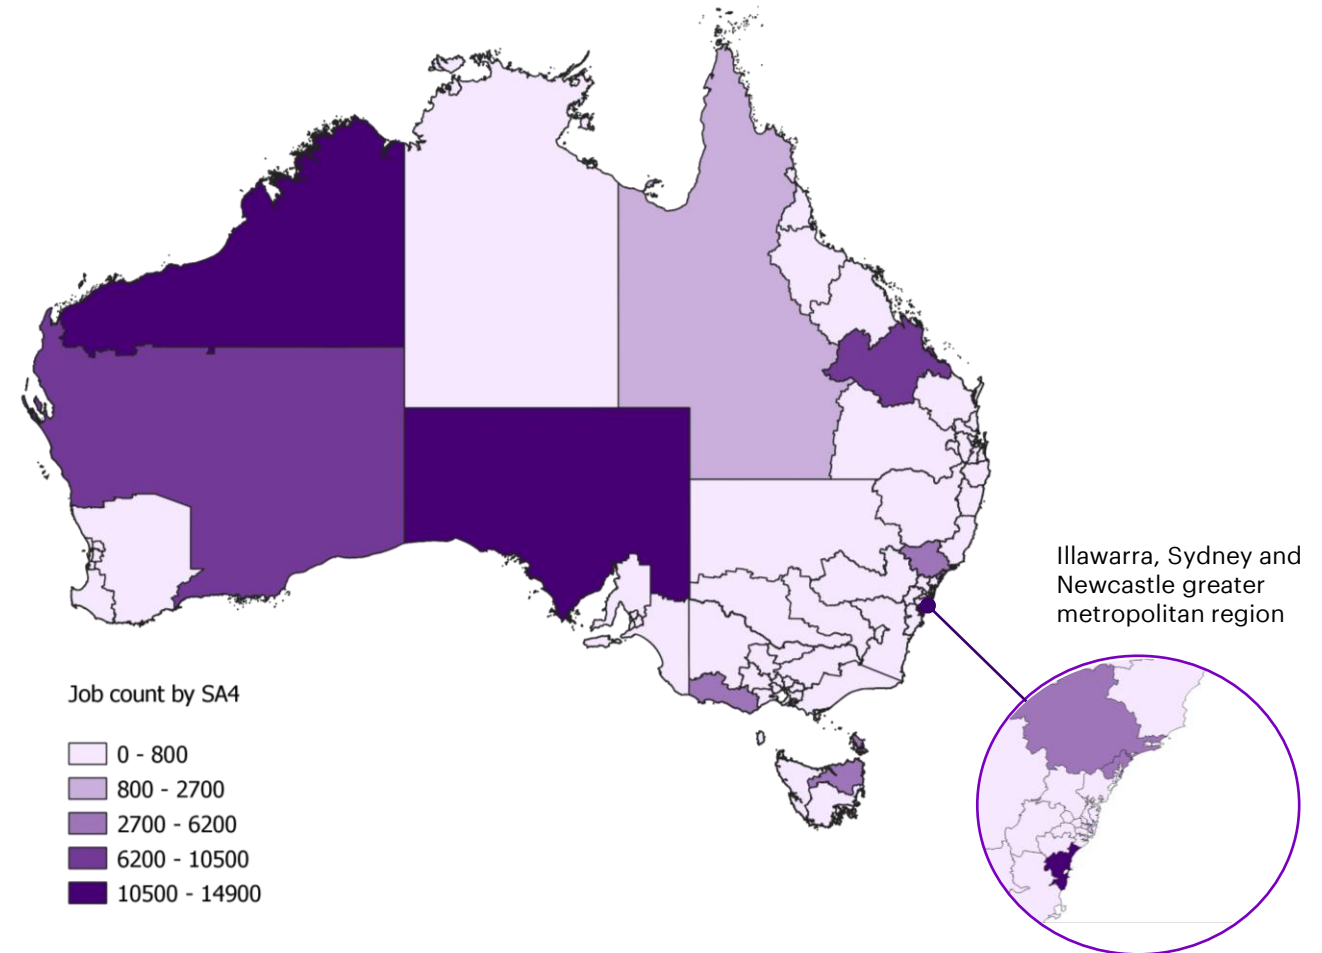 Illawarra, Sydney and
Newcastle greater
metropolitan region
Job count by SA4
0 - 800
800 - 2700
2700 - 6200
6200 - 10500
10500 - 14900